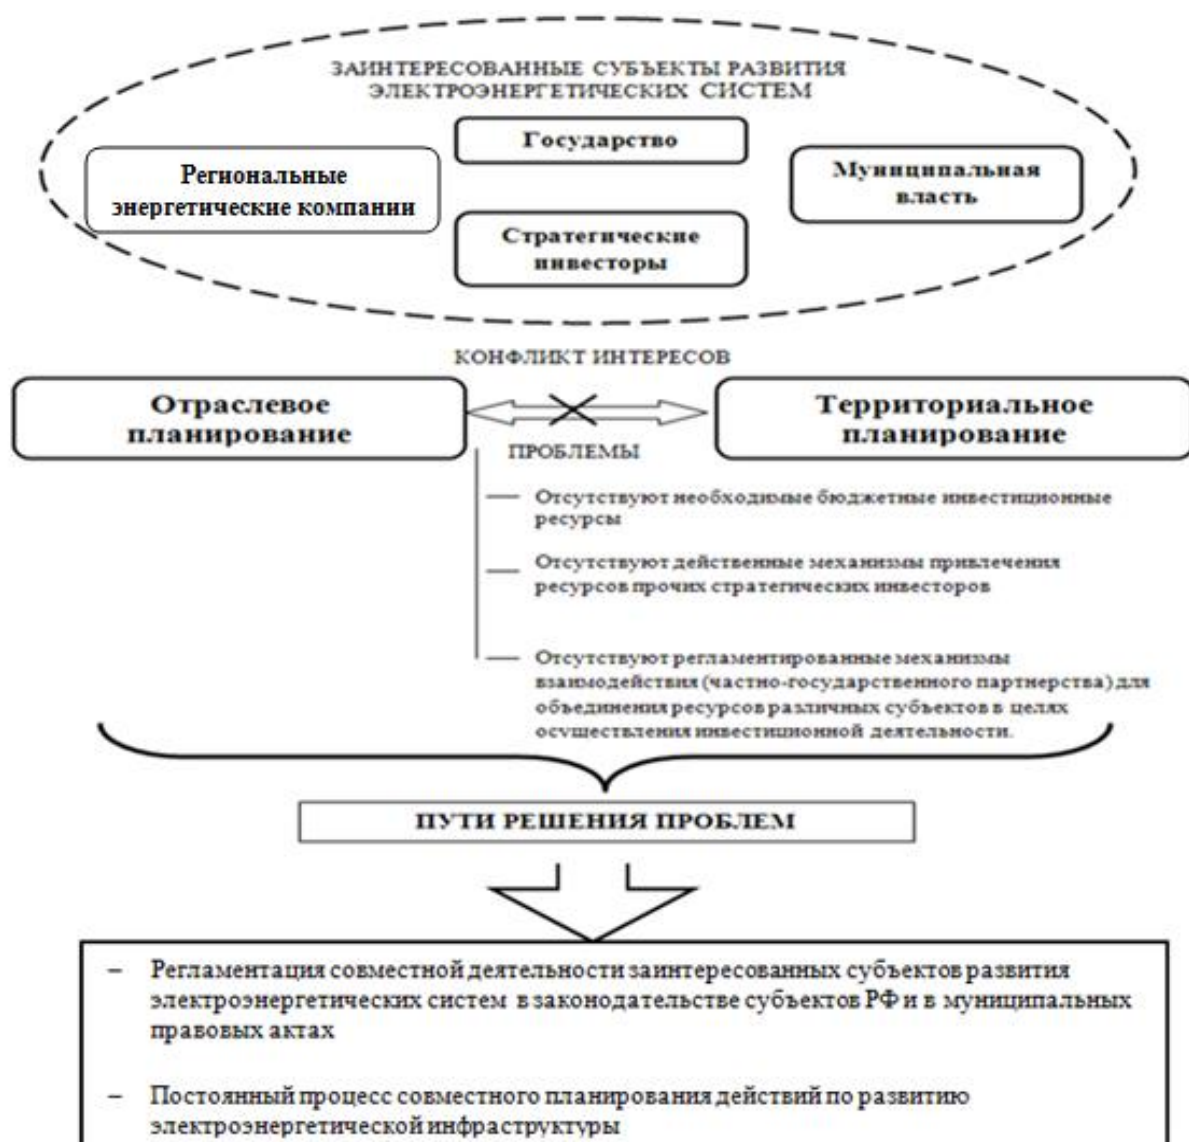 ЗАИНТЕРЕСОВАННЫЕ СУБЪЕКТЫ РАЗВИТИЯ
ЭЛЕКТРОЭНЕРГЕТИЧЕСКИХ СИСТЕМ
Государство
Региональные
энергетические компании
Муниципальная
власть
Стратегические
инвесторы
КОНФЛИКТ ИНТЕРЕСОВ
Отраслевое
планирование
Территориальное
планирование
ПРОБЛЕМЫ
Отсутствуют необходимые бюджетные инвестиционные
ресурсы
Отсутствуют действенные механизмы привлечения
ресурсов прочих стратегических инвесторов
Отсутствуют регламентированные механизмы
взаимодействия (частно-государственного партнерства) для
объединения ресурсов различных субъектов в целях
осуществления инвестиционной деятельности.
ПУТИ РЕШЕНИЯ ПРОБЛЕМ
– Регламентация совместной деятельности заинтересованных субъектов развития
электроэнергетических систем в законодательстве субъектов РФ и в муниципальных
правовых актах
– Постоянный процесс совместного планирования действий по развитию
электроэнергетической инфраструктуры